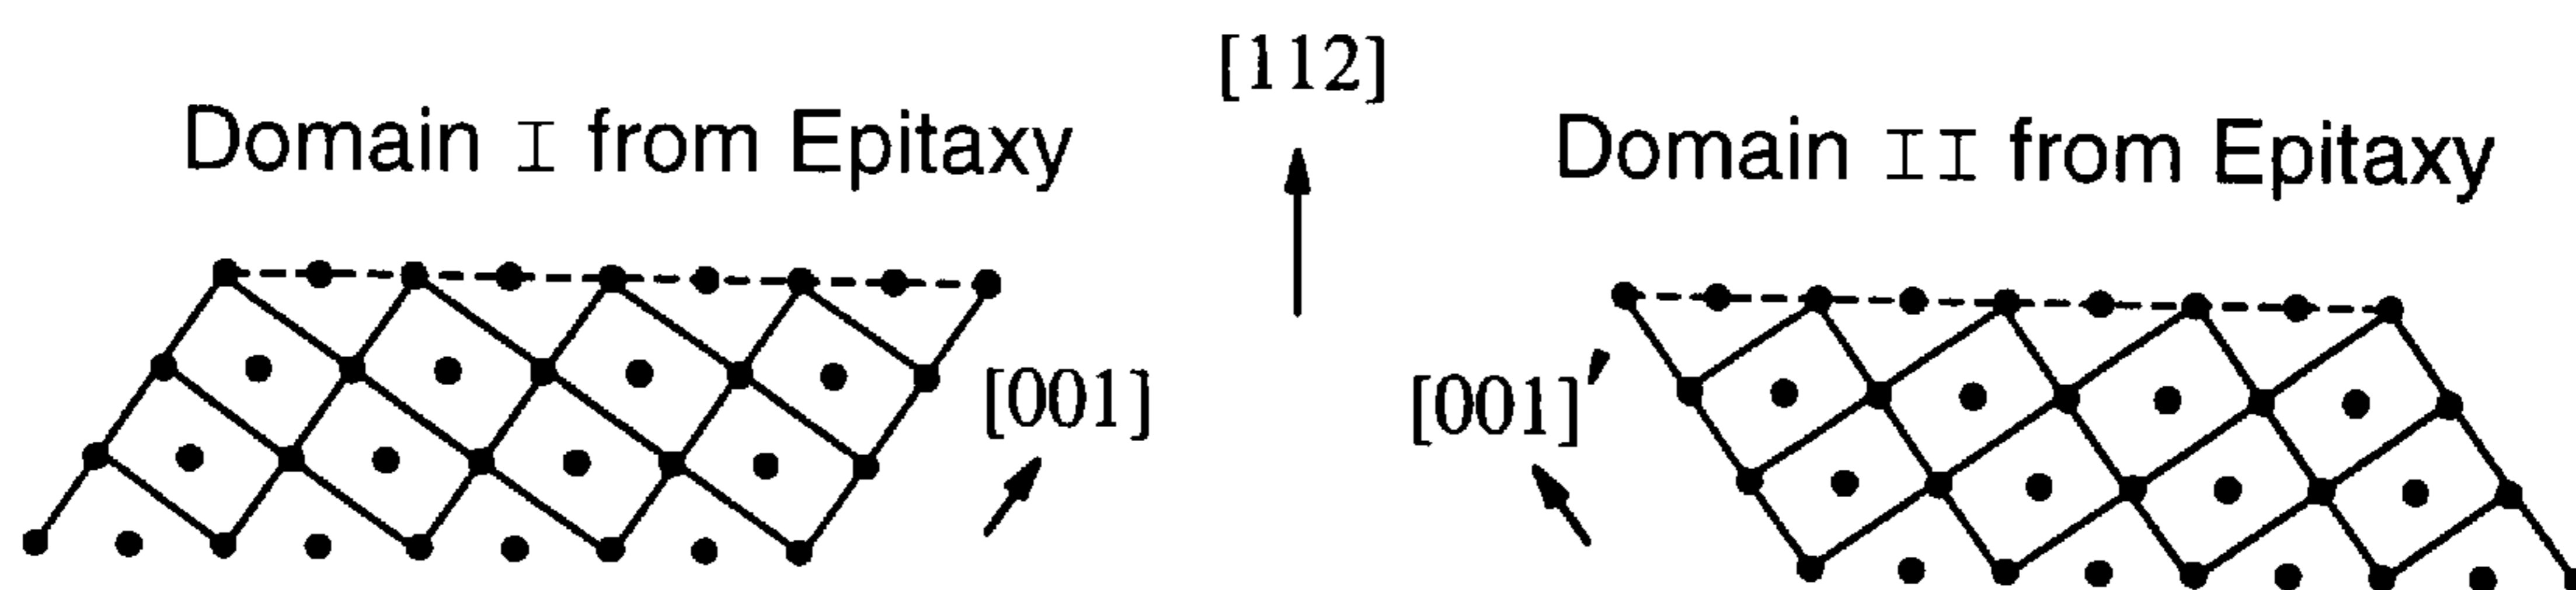 [112]
Domain I from Epitaxy
Domain II from Epitaxy
[001]
[001]′